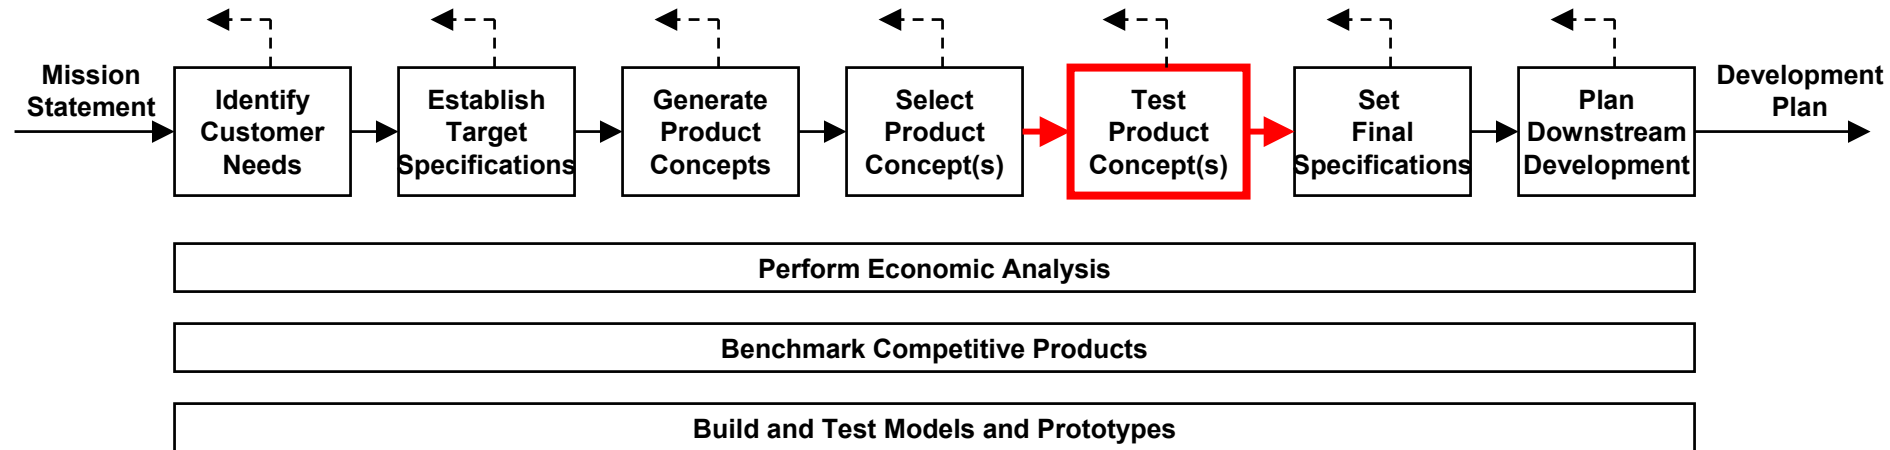 Mission
Statement
Identify
Customer
Needs
Establish
Target
Specifications
Generate
Product
Concepts
Select
Product
Concept(s)
Test
Product
Concept(s)
Set
Final
Specifications
Plan
Downstream
Development
Development
Plan
Perform Economic Analysis
Benchmark Competitive Products
Build and Test Models and Prototypes